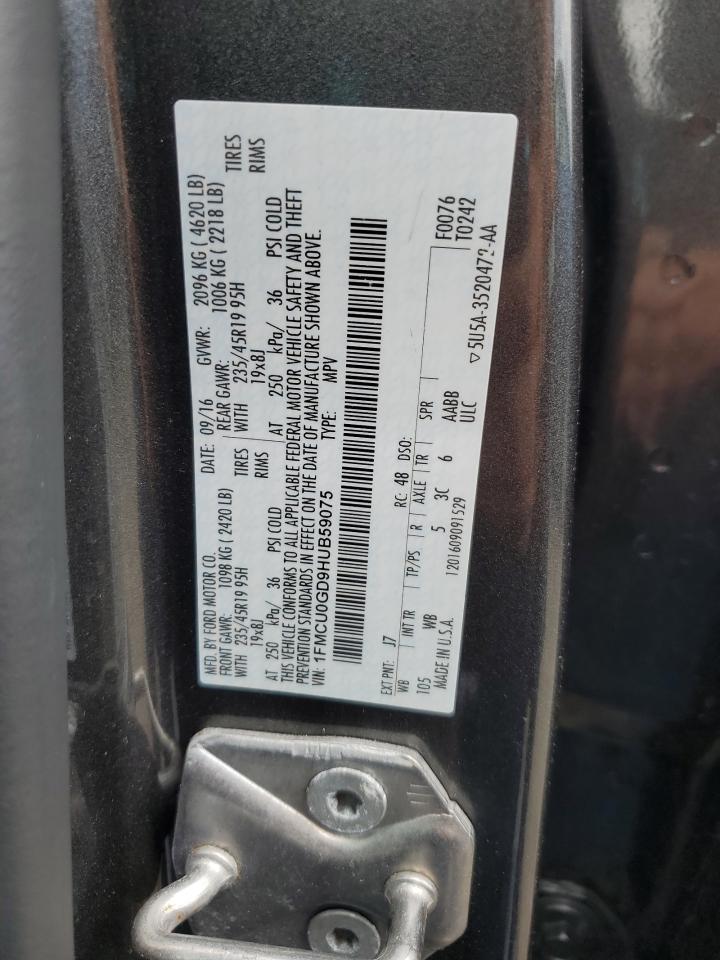 MFD. BY FORD MOTOR CO. DATE: 09/16 GVWR: 2096 KG ( 4620 LB)
FRONT GAWR: 1098 KG (2420 LB) REAR GAWR: 1006 KG ( 2218 LB)
WITH 235/45R19 95H TIRES WITH 235/45R19 95H TIRES
19x8J RIMS 19x8J RIMS
AT 250 kPa/ 36 PSI COLD AT 250 kPa/ 36 PSI COLD
THIS VEHICLE CONFORMS TO ALL APPLICABLE FEDERAL MOTOR VEHICLE SAFETY AND THEFT
PREVENTION STANDARDS IN EFFECT ON THE DATE OF MANUFACTURE SHOWN ABOVE.
VIN: 1FMCU0GD9HUB59075 TYPE: MPV
EXT PNT: J7 RC: 48 DSO: F0076
WB INT TR TP/PS R AXLE TR SPR T0242
105 WB 5 3C 6 AABB
MADE IN U.S.A. 1201609091529 ULC
▽5U5A-3520472-AA